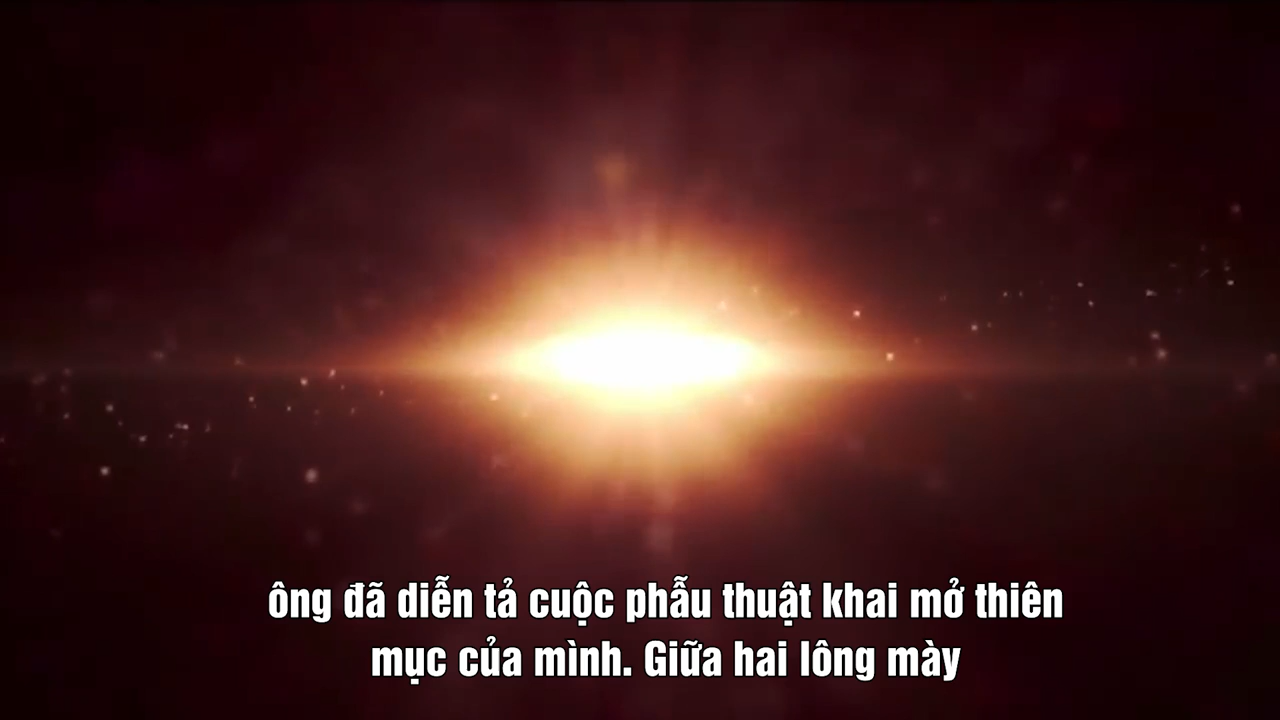 ông đã diễn tả cuộc phẫu thuật khai mở thiên
mục của mình. Giữa hai lông mày